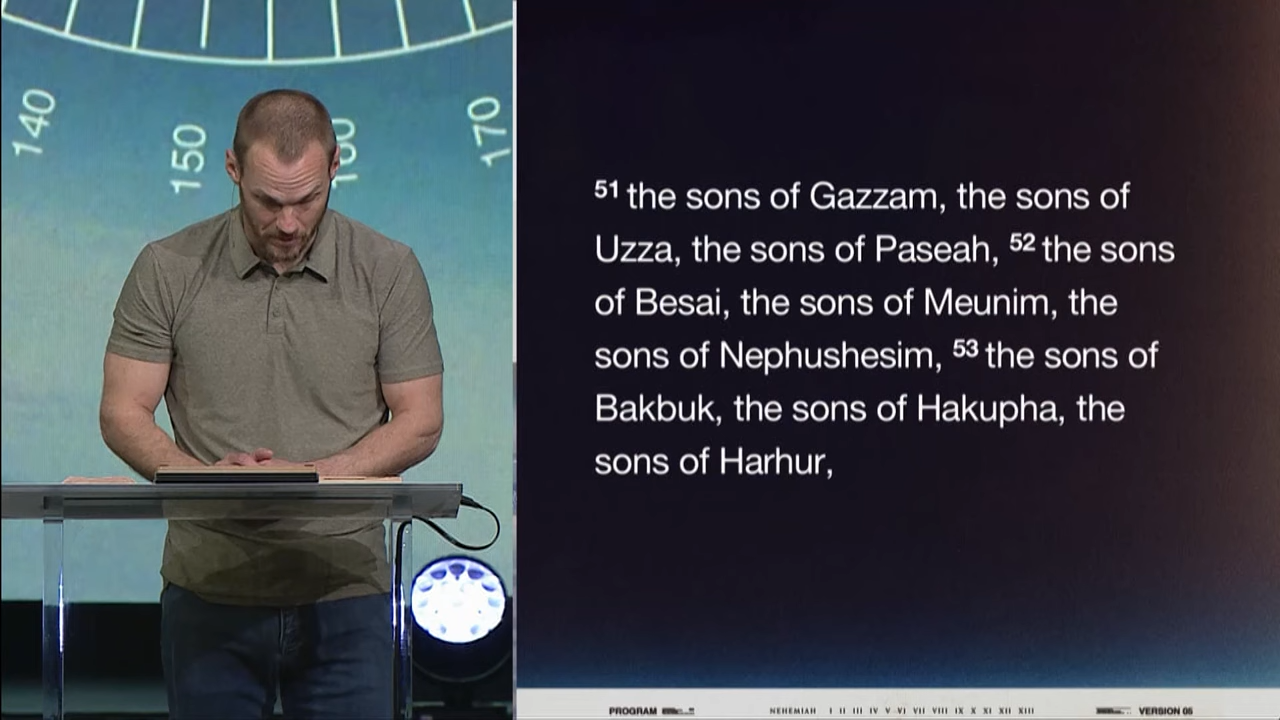 140
150
160
170
51 the sons of Gazzam, the sons of
Uzza, the sons of Paseah, 52 the sons
of Besai, the sons of Meunim, the
sons of Nephushesim, 53 the sons of
Bakbuk, the sons of Hakupha, the
sons of Harhur,
PROGRAM
NEHEMIAH I II III IV V VI VII VIII IX X XI XII XIII
VERSION 05